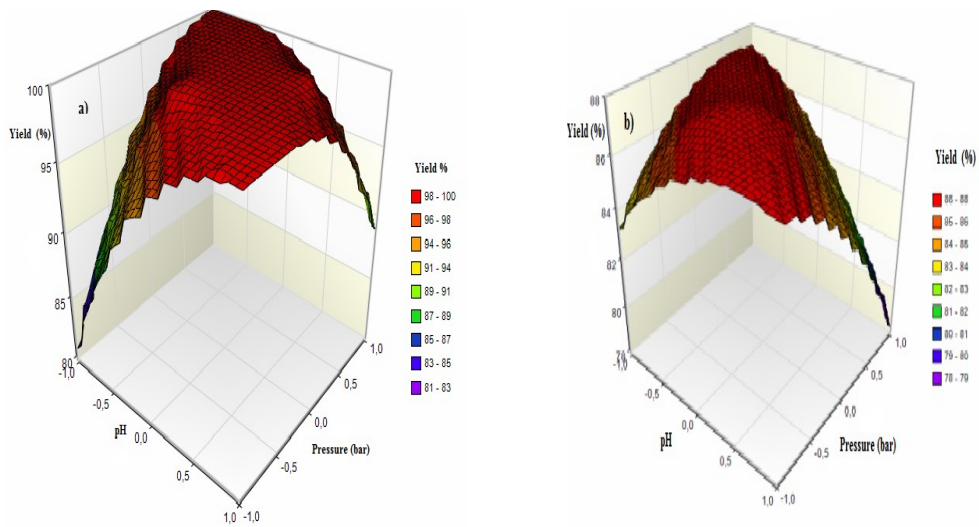 a)
Yield (%)
100
95
90
85
80
-1,0
-0,5
0,0
0,5
1,0
pH
-1,0
-0,5
0,0
0,5
1,0
Pressure (bar)
Yield %
98 - 100
96 - 98
94 - 96
91 - 94
89 - 91
87 - 89
85 - 87
83 - 85
81 - 83
b)
Yield (%)
88
86
84
82
80
-1,0
-0,5
0,0
0,5
1,0
pH
-1,0
-0,5
0,0
0,5
1,0
Pressure (bar)
Yield (%)
83 - 84
82 - 83
81 - 82
80 - 81
79 - 80
78 - 79